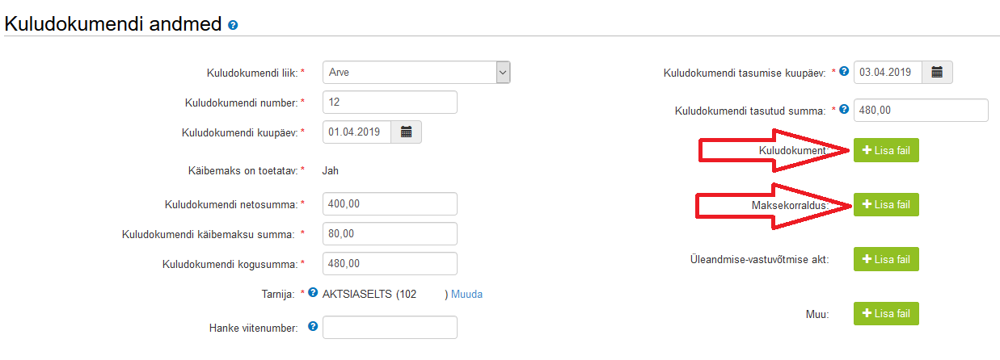 Kuludokumendi andmed
Kuludokumendi liik: * Arve
Kuludokumendi number: * 12
Kuludokumendi kuupäev: * 01.04.2019
Käibemaks on toetatav: * Jah
Kuludokumendi netosumma: * 400,00
Kuludokumendi käibemaksu summa: * 80,00
Kuludokumendi kogusumma: * 480,00
Tarnija: * AKTSIASELTS (102 ) Muuda
Hanke viitenumber:
Kuludokumendi tasumise kuupäev: * 03.04.2019
Kuludokumendi tasutud summa: * 480,00
Kuludokument: Lisa fail
Maksekorraldus: Lisa fail
Üleandmise-vastuvõtmise akt: Lisa fail
Muu: Lisa fail